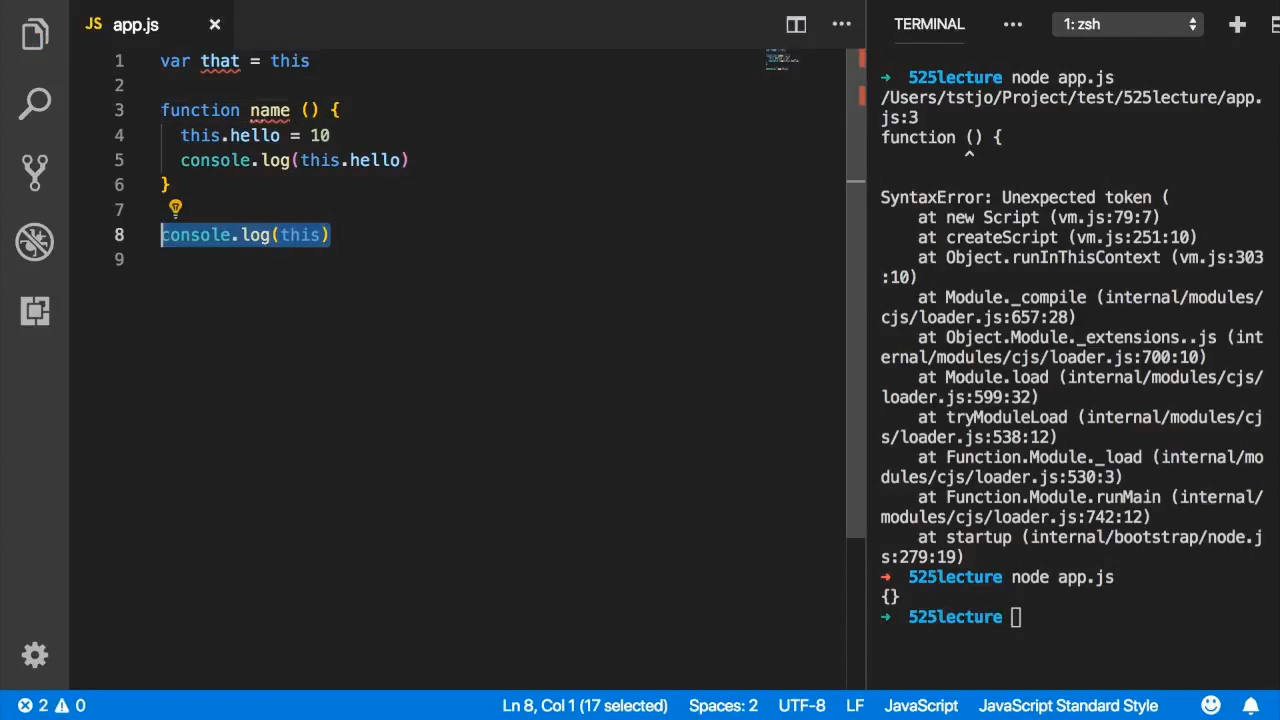 JS app.js ×
1 var that = this
2
3 function name () {
4 this.hello = 10
5 console.log(this.hello)
6 }
7
8 console.log(this)
9
TERMINAL ··· 1: zsh
➜ 525lecture node app.js
/Users/tstjo/Project/test/525lecture/app.
js:3
function () {
^
SyntaxError: Unexpected token (
at new Script (vm.js:79:7)
at createScript (vm.js:251:10)
at Object.runInThisContext (vm.js:303
:10)
at Module._compile (internal/modules/
cjs/loader.js:657:28)
at Object.Module._extensions..js (int
ernal/modules/cjs/loader.js:700:10)
at Module.load (internal/modules/cjs/
loader.js:599:32)
at tryModuleLoad (internal/modules/cj
s/loader.js:538:12)
at Function.Module._load (internal/mo
dules/cjs/loader.js:530:3)
at Function.Module.runMain (internal/
modules/cjs/loader.js:742:12)
at startup (internal/bootstrap/node.j
s:279:19)
➜ 525lecture node app.js
{}
➜ 525lecture
2 0 Ln 8, Col 1 (17 selected) Spaces: 2 UTF-8 LF JavaScript JavaScript Standard Style